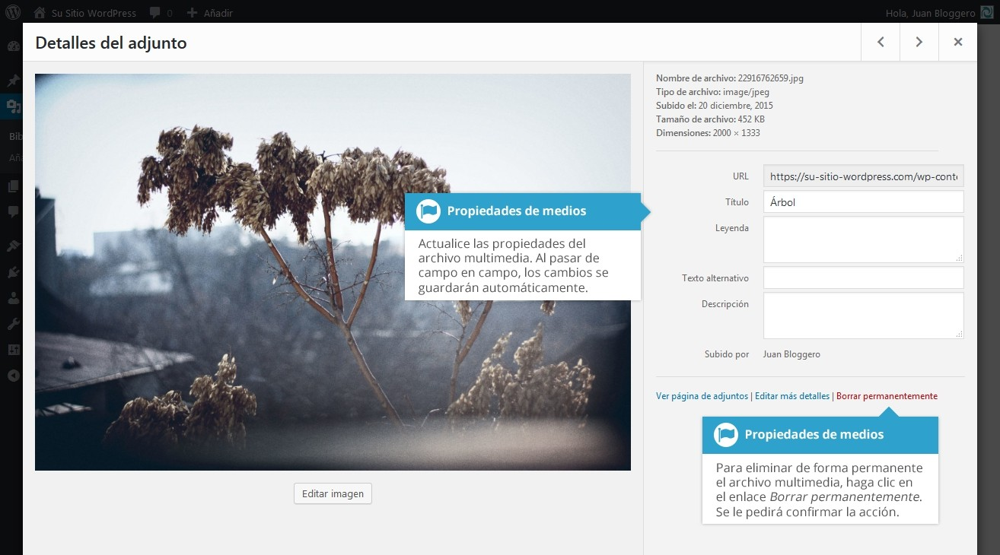 Su Sitio WordPress 0 Añadir Hola, Juan Bloggero
Detalles del adjunto
Bib
Aña
Nombre de archivo: 22916762659.jpg
Tipo de archivo: image/jpeg
Subido el: 20 diciembre, 2015
Tamaño de archivo: 452 KB
Dimensiones: 2000 × 1333
URL https://su-sitio-wordpress.com/wp-conte
Título Árbol
Leyenda
Texto alternativo
Descripción
Subido por Juan Bloggero
Ver página de adjuntos | Editar más detalles | Borrar permanentemente
Propiedades de medios
Actualice las propiedades del
archivo multimedia. Al pasar de
campo en campo, los cambios se
guardarán automáticamente.
Propiedades de medios
Para eliminar de forma permanente
el archivo multimedia, haga clic en
el enlace Borrar permanentemente.
Se le pedirá confirmar la acción.
Editar imagen